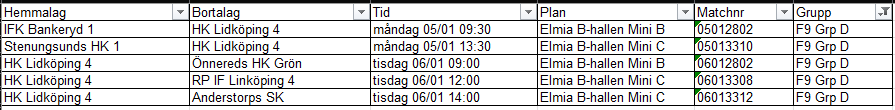 Hemmalag Bortalag Tid Plan Matchnr Grupp
IFK Bankeryd 1 HK Lidköping 4 måndag 05/01 09:30 Elmia B-hallen Mini B 05012802 F9 Grp D
Stenungsunds HK 1 HK Lidköping 4 måndag 05/01 13:30 Elmia B-hallen Mini C 05013310 F9 Grp D
HK Lidköping 4 Önnereds HK Grön tisdag 06/01 09:00 Elmia B-hallen Mini B 06012802 F9 Grp D
HK Lidköping 4 RP IF Linköping 4 tisdag 06/01 12:00 Elmia B-hallen Mini C 06013308 F9 Grp D
HK Lidköping 4 Anderstorps SK tisdag 06/01 14:00 Elmia B-hallen Mini C 06013312 F9 Grp D